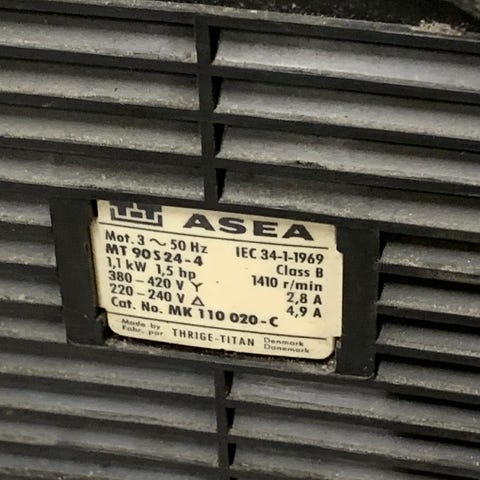 TT ASEA
Mot. 3 ~ 50 Hz IEC 34-1-1969
MT 90 S 24-4 Class B
1,1 kW 1,5 hp 1410 r/min
380-420 V Y 2,8 A
220-240 V △ 4,9 A
Cat. No. MK 110 020-C
Made by THRIGE-TITAN Denmark
Fabr. par Danemark